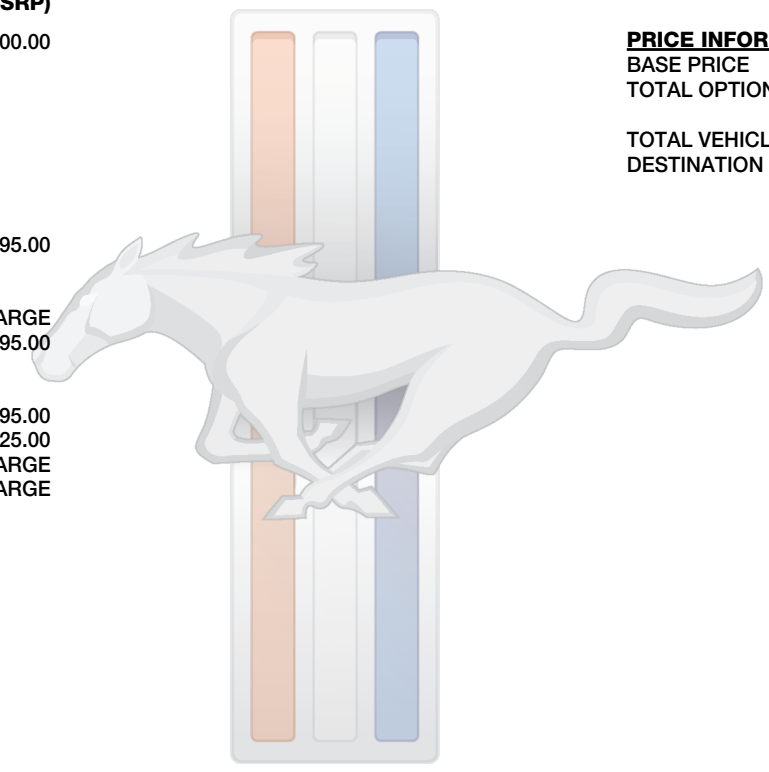 SRP)
00.00
95.00
ARGE
95.00
95.00
25.00
ARGE
ARGE
PRICE INFOR
BASE PRICE
TOTAL OPTION
TOTAL VEHICL
DESTINATION